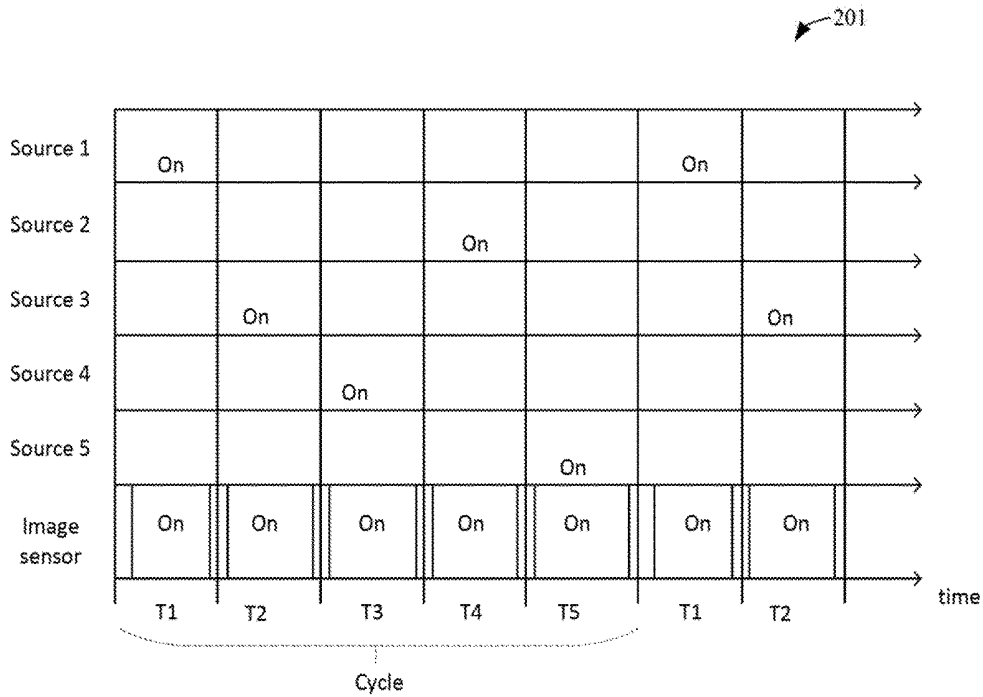 201
Source 1
On
On
Source 2
On
Source 3
On
On
Source 4
On
Source 5
On
Image
sensor
On
On
On
On
On
On
On
T1
T2
T3
T4
T5
T1
T2
time
Cycle